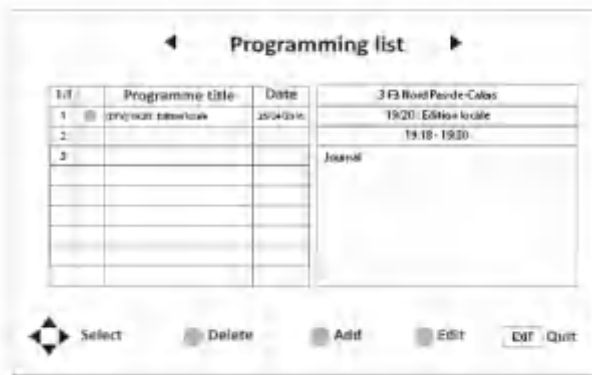 Programming list
1/1 Programme title Date
1
2
3
3 F3 Nord Pas-de-Calais
19/20 : Edition locale
19:18 - 19:30
Journal
Select Delete Add Edit EXIT Quit